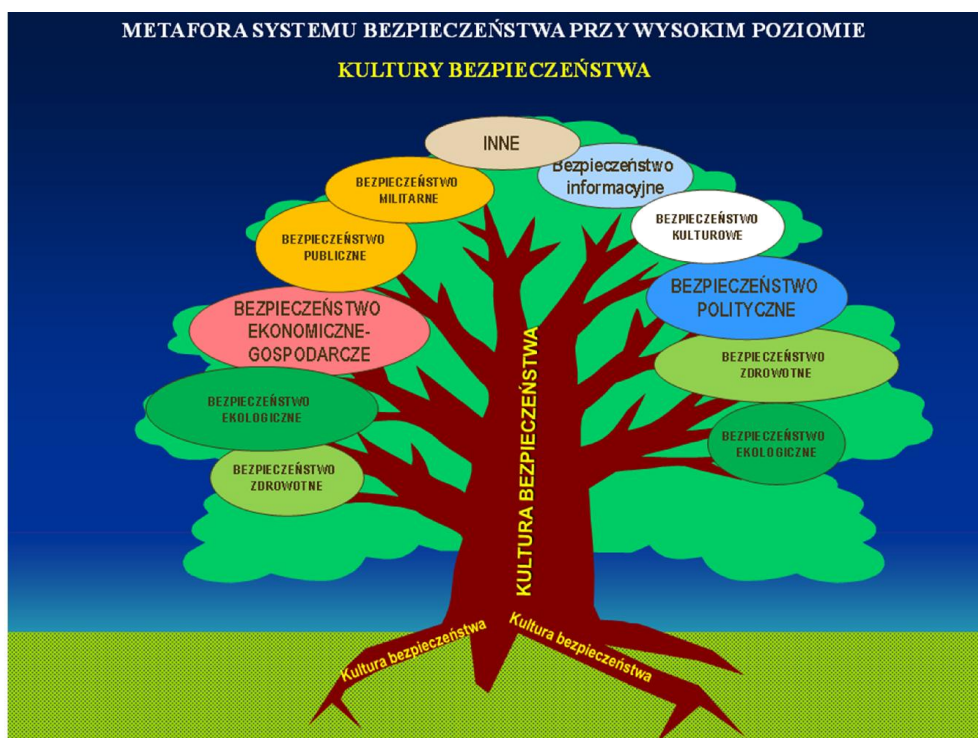 METAFORA SYSTEMU BEZPIECZEŃSTWA PRZY WYSOKIM POZIOMIE
KULTURY BEZPIECZEŃSTWA
INNE
Bezpieczeństwo
informacyjne
BEZPIECZEŃSTWO
MILITARNE
BEZPIECZEŃSTWO
KULTUROWE
BEZPIECZEŃSTWO
PUBLICZNE
BEZPIECZEŃSTWO
POLITYCZNE
BEZPIECZEŃSTWO
EKONOMICZNE-
GOSPODARCZE
BEZPIECZEŃSTWO
ZDROWOTNE
BEZPIECZEŃSTWO
EKOLOGICZNE
BEZPIECZEŃSTWO
EKOLOGICZNE
BEZPIECZEŃSTWO
ZDROWOTNE
KULTURA BEZPIECZEŃSTWA
Kultura bezpieczeństwa
Kultura bezpieczeństwa